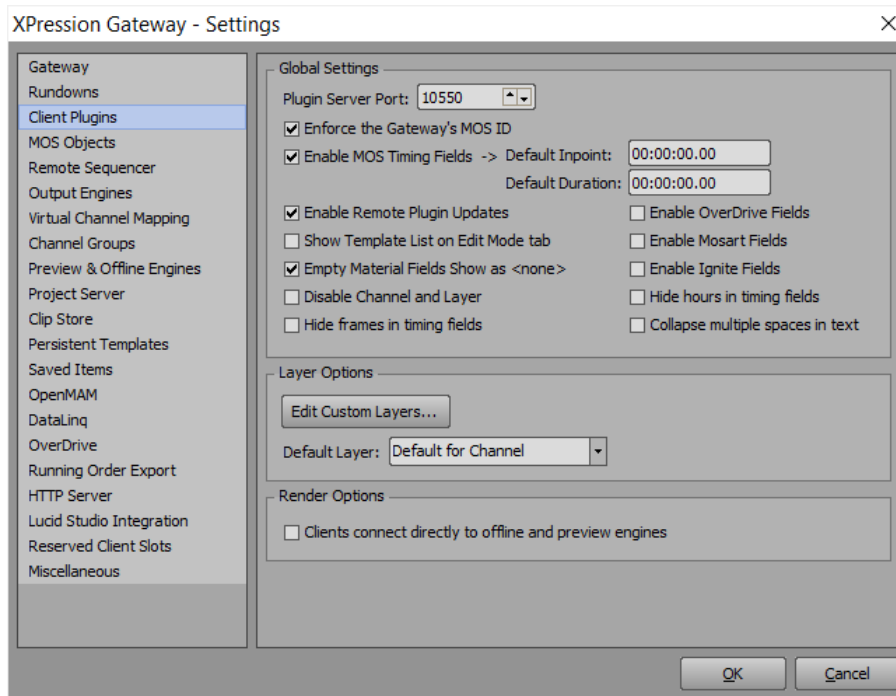 XPression Gateway - Settings
Gateway
Rundowns
Client Plugins
MOS Objects
Remote Sequencer
Output Engines
Virtual Channel Mapping
Channel Groups
Preview & Offline Engines
Project Server
Clip Store
Persistent Templates
Saved Items
OpenMAM
DataLinq
OverDrive
Running Order Export
HTTP Server
Lucid Studio Integration
Reserved Client Slots
Miscellaneous
Global Settings
Plugin Server Port: 10550
Enforce the Gateway's MOS ID
Enable MOS Timing Fields -> Default Inpoint: 00:00:00.00
Default Duration: 00:00:00.00
Enable Remote Plugin Updates
Enable OverDrive Fields
Show Template List on Edit Mode tab
Enable Mosart Fields
Empty Material Fields Show as <none>
Enable Ignite Fields
Disable Channel and Layer
Hide hours in timing fields
Hide frames in timing fields
Collapse multiple spaces in text
Layer Options
Edit Custom Layers...
Default Layer: Default for Channel
Render Options
Clients connect directly to offline and preview engines
OK
Cancel